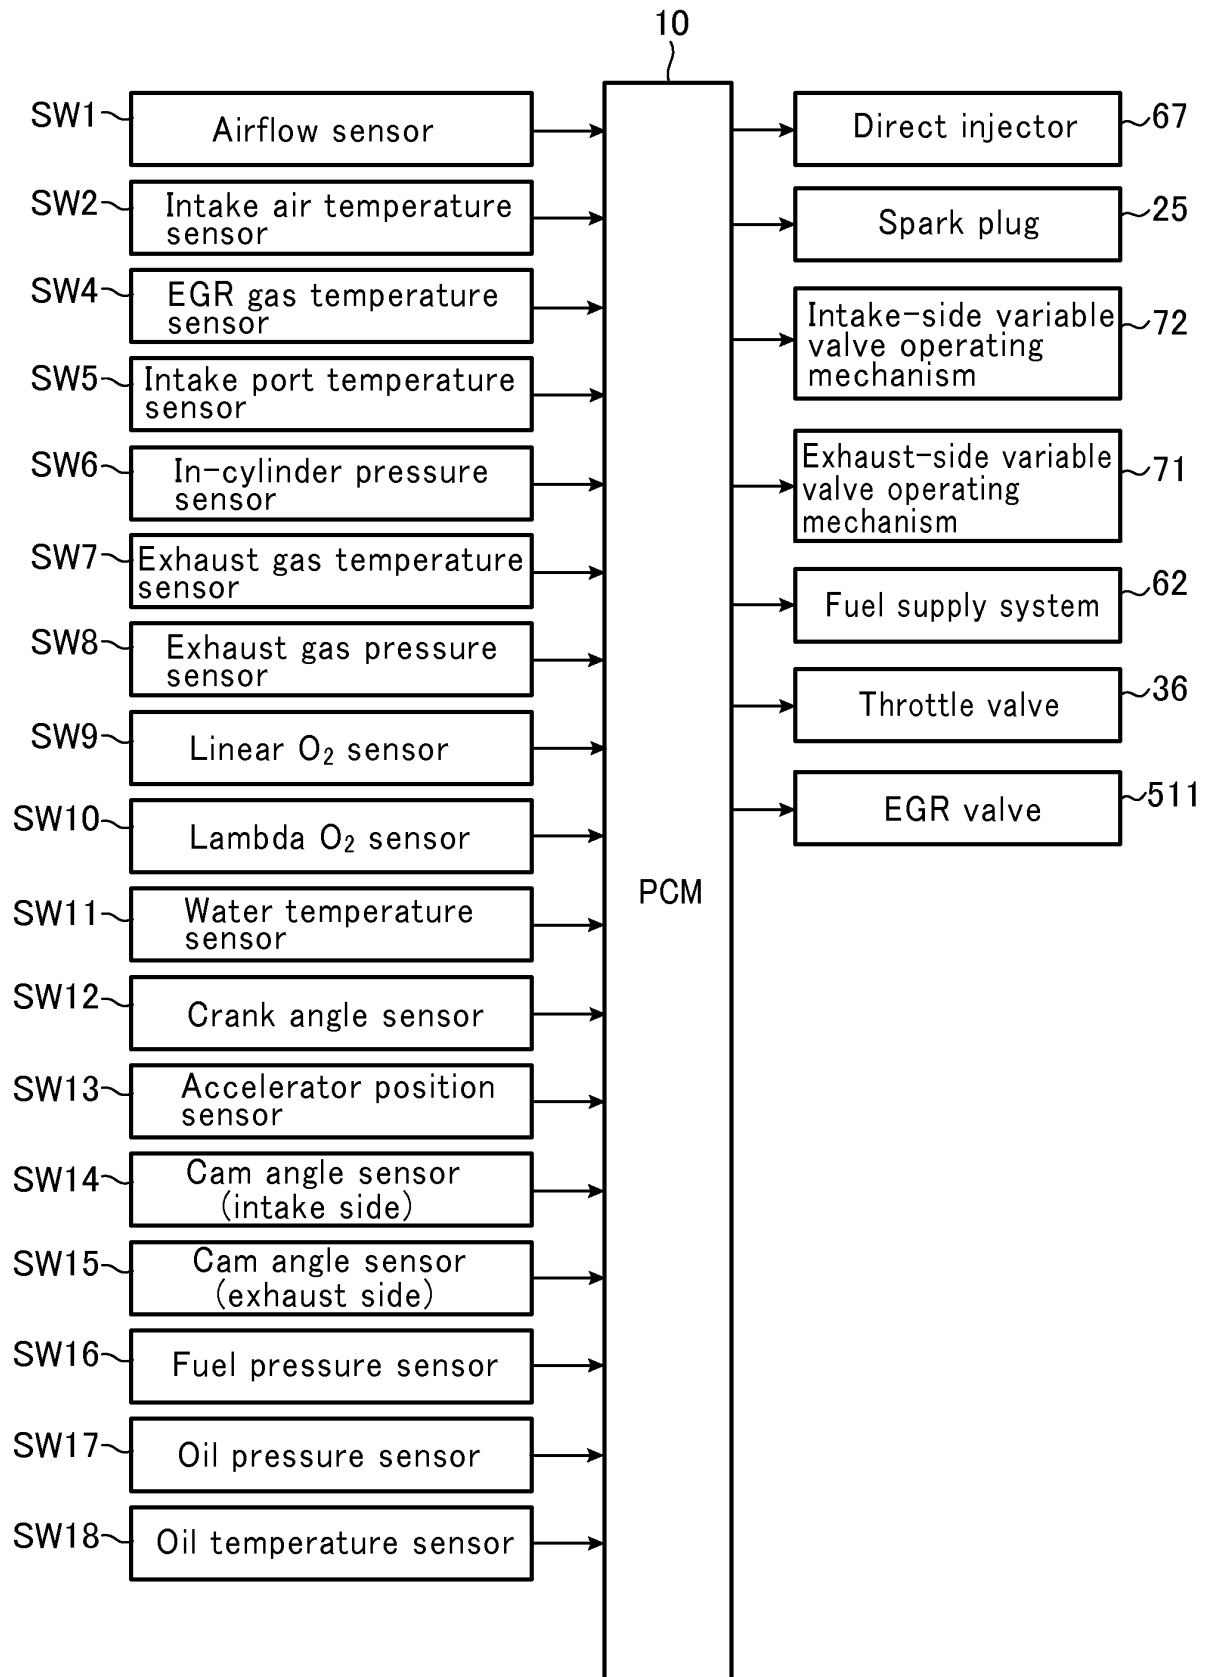 10
SW1
Airflow sensor
SW2
Intake air temperature
sensor
SW4
EGR gas temperature
sensor
SW5
Intake port temperature
sensor
SW6
In-cylinder pressure
sensor
SW7
Exhaust gas temperature
sensor
SW8
Exhaust gas pressure
sensor
SW9
Linear O₂ sensor
SW10
Lambda O₂ sensor
SW11
Water temperature
sensor
SW12
Crank angle sensor
SW13
Accelerator position
sensor
SW14
Cam angle sensor
(intake side)
SW15
Cam angle sensor
(exhaust side)
SW16
Fuel pressure sensor
SW17
Oil pressure sensor
SW18
Oil temperature sensor
PCM
Direct injector
67
Spark plug
25
Intake-side variable
valve operating
mechanism
72
Exhaust-side variable
valve operating
mechanism
71
Fuel supply system
62
Throttle valve
36
EGR valve
511